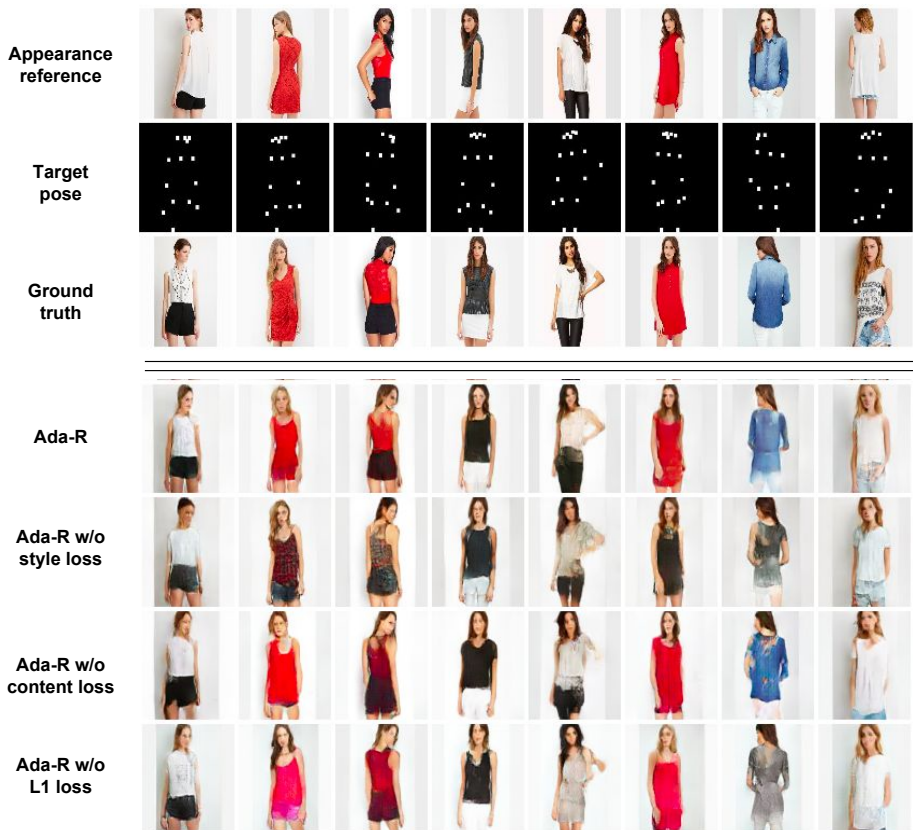 Appearance
reference
Target
pose
Ground
truth
Ada-R
Ada-R w/o
style loss
Ada-R w/o
content loss
Ada-R w/o
L1 loss